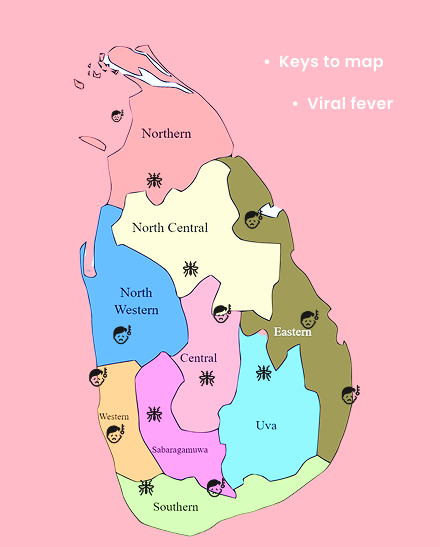 • Keys to map
• Viral fever
Northern
North Central
North
Western
Eastern
Central
Western
Uva
Sabaragamuwa
Southern